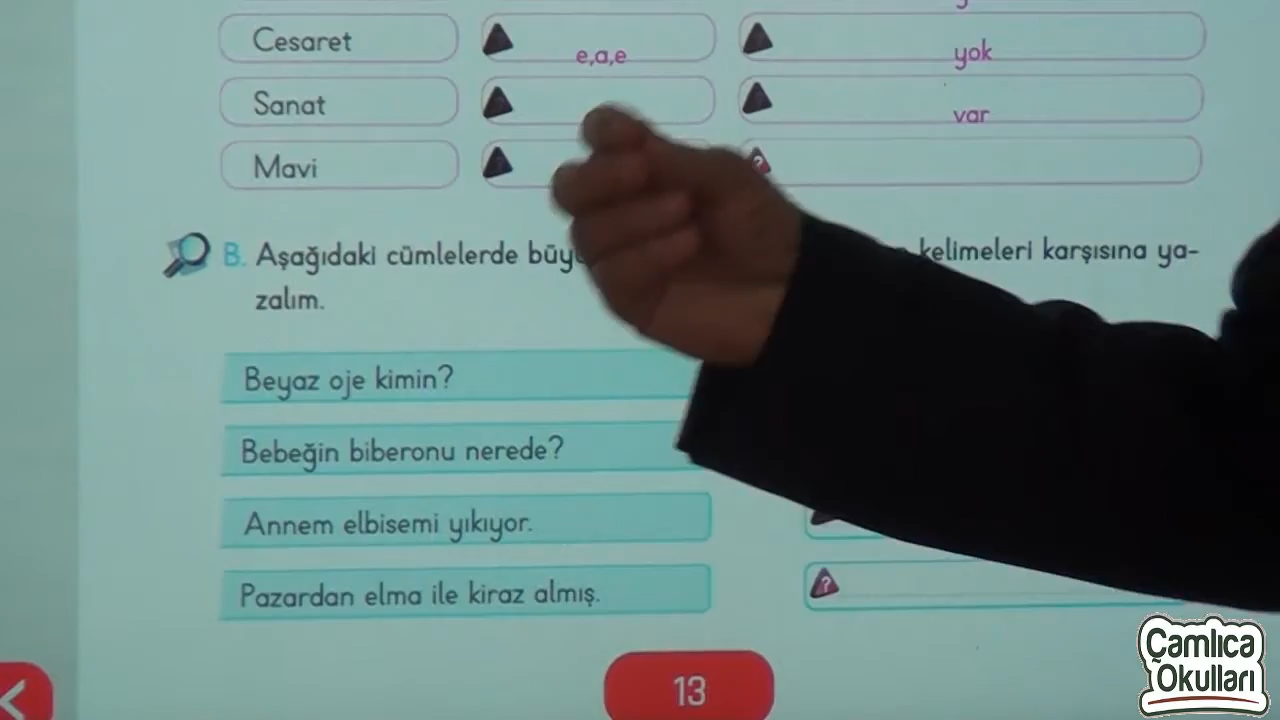 Cesaret e,a,e yok
Sanat var
Mavi ?
B. Aşağıdaki cümlelerde kelimeleri karşısına ya-
zalım.
Beyaz oje kimin?
Bebeğin biberonu nerede?
Annem elbisemi yıkıyor.
Pazardan elma ile kiraz almış. ?
13
Çamlıca
Okulları